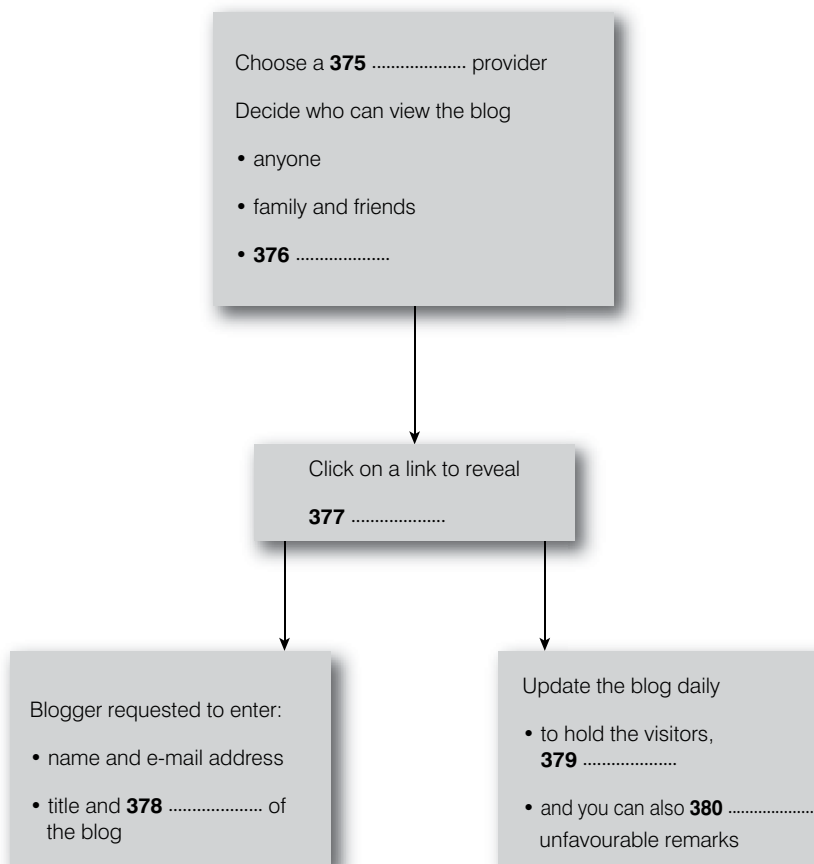 Choose a 375 .................... provider
Decide who can view the blog
• anyone
• family and friends
• 376 ....................
Click on a link to reveal
377 ....................
Blogger requested to enter:
• name and e-mail address
• title and 378 .................... of
the blog
Update the blog daily
• to hold the visitors,
379 ....................
• and you can also 380 ....................
unfavourable remarks